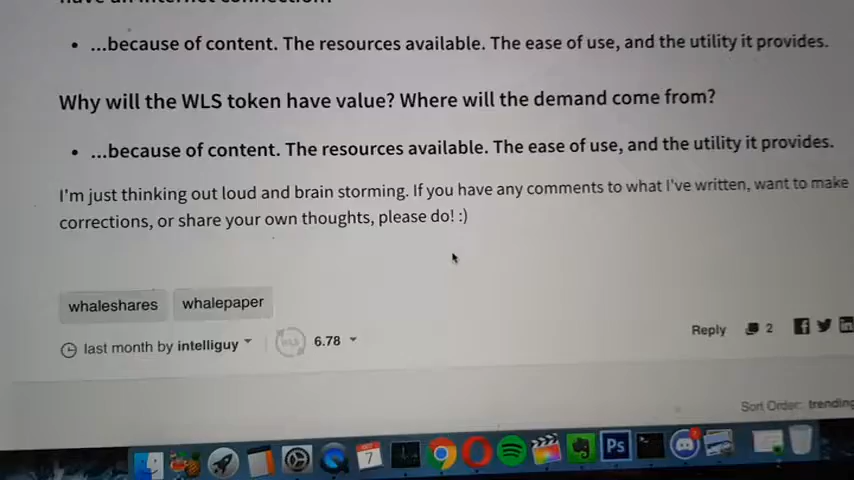 ...because of content. The resources available. The ease of use, and the utility it provides.
Why will the WLS token have value? Where will the demand come from?
...because of content. The resources available. The ease of use, and the utility it provides.
I'm just thinking out loud and brain storming. If you have any comments to what I've written, want to make
corrections, or share your own thoughts, please do! :)
whaleshares whalepaper
last month by intelliguy WLS 6.78 Reply 2
Sort Order: trending
7 Ps